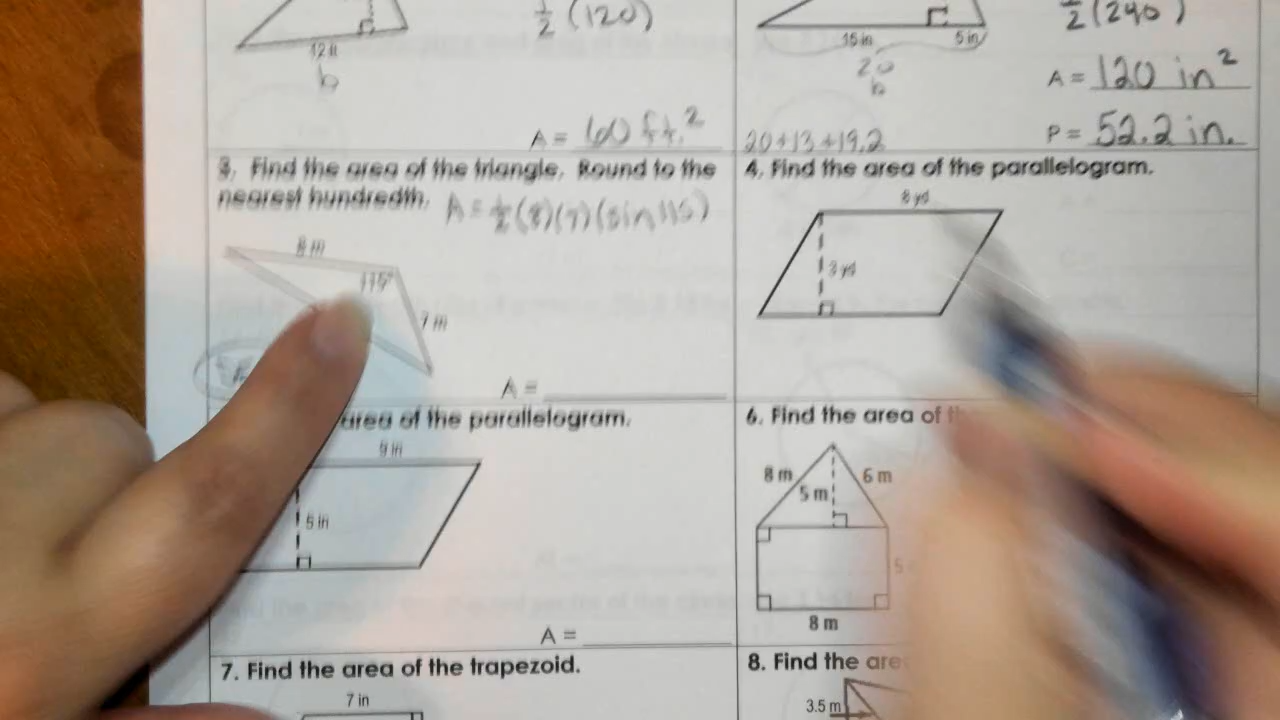 1/2 (120)
12 ft
b
A = 60 ft.²
1/2 (240)
15 in 5 in
20
b
A = 120 in²
20+13+19.2
P = 52.2 in.
3. Find the area of the triangle. Round to the
nearest hundredth. A = 1/2 (8)(7)(sin 115)
8 m
115°
7 m
A =
4. Find the area of the parallelogram.
8 yd
3 yd
area of the parallelogram.
9 in
5 in
A =
6. Find the area of
8 m
6 m
5 m
5
8 m
7. Find the area of the trapezoid.
7 in
8. Find the are
3.5 m